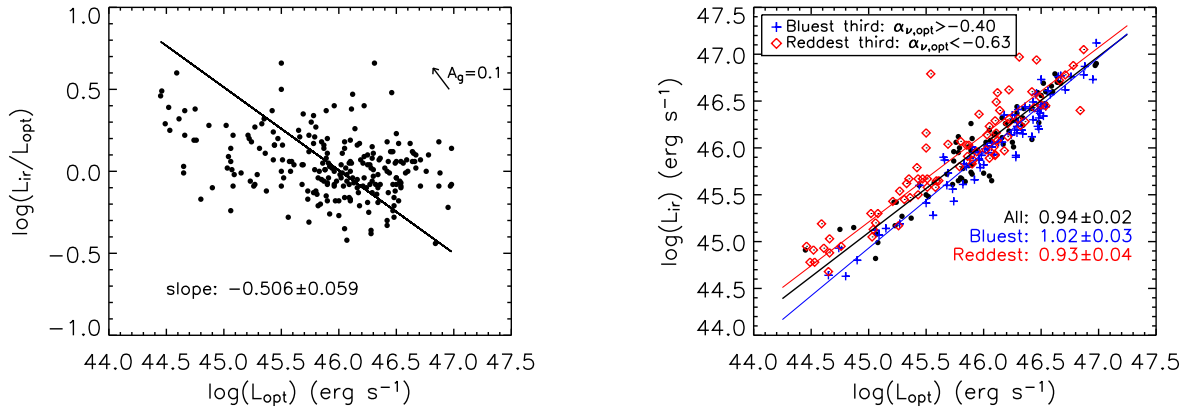 1.0
0.5
0.0
−0.5
−1.0
log(L_ir/L_opt)
A_g=0.1
slope: −0.506±0.059
44.0 44.5 45.0 45.5 46.0 46.5 47.0 47.5
log(L_opt) (erg s⁻¹)
47.5
47.0
46.5
46.0
45.5
45.0
44.5
44.0
log(L_ir) (erg s⁻¹)
Bluest third: α_ν,opt>−0.40
Reddest third: α_ν,opt<−0.63
All: 0.94±0.02
Bluest: 1.02±0.03
Reddest: 0.93±0.04
44.0 44.5 45.0 45.5 46.0 46.5 47.0 47.5
log(L_opt) (erg s⁻¹)